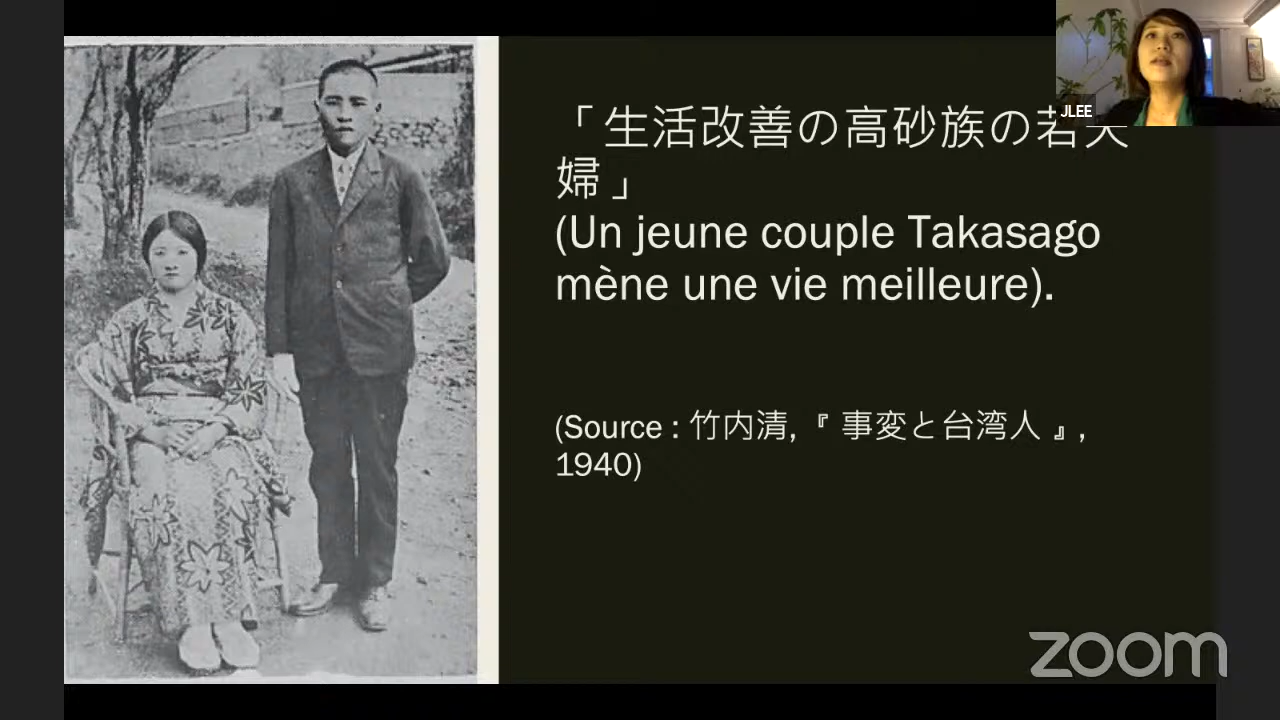 「 生活改善の高砂族の若夫
婦 」
(Un jeune couple Takasago
mène une vie meilleure).
(Source : 竹内清, 『 事変と台湾人 』,
1940)
JLEE
zoom